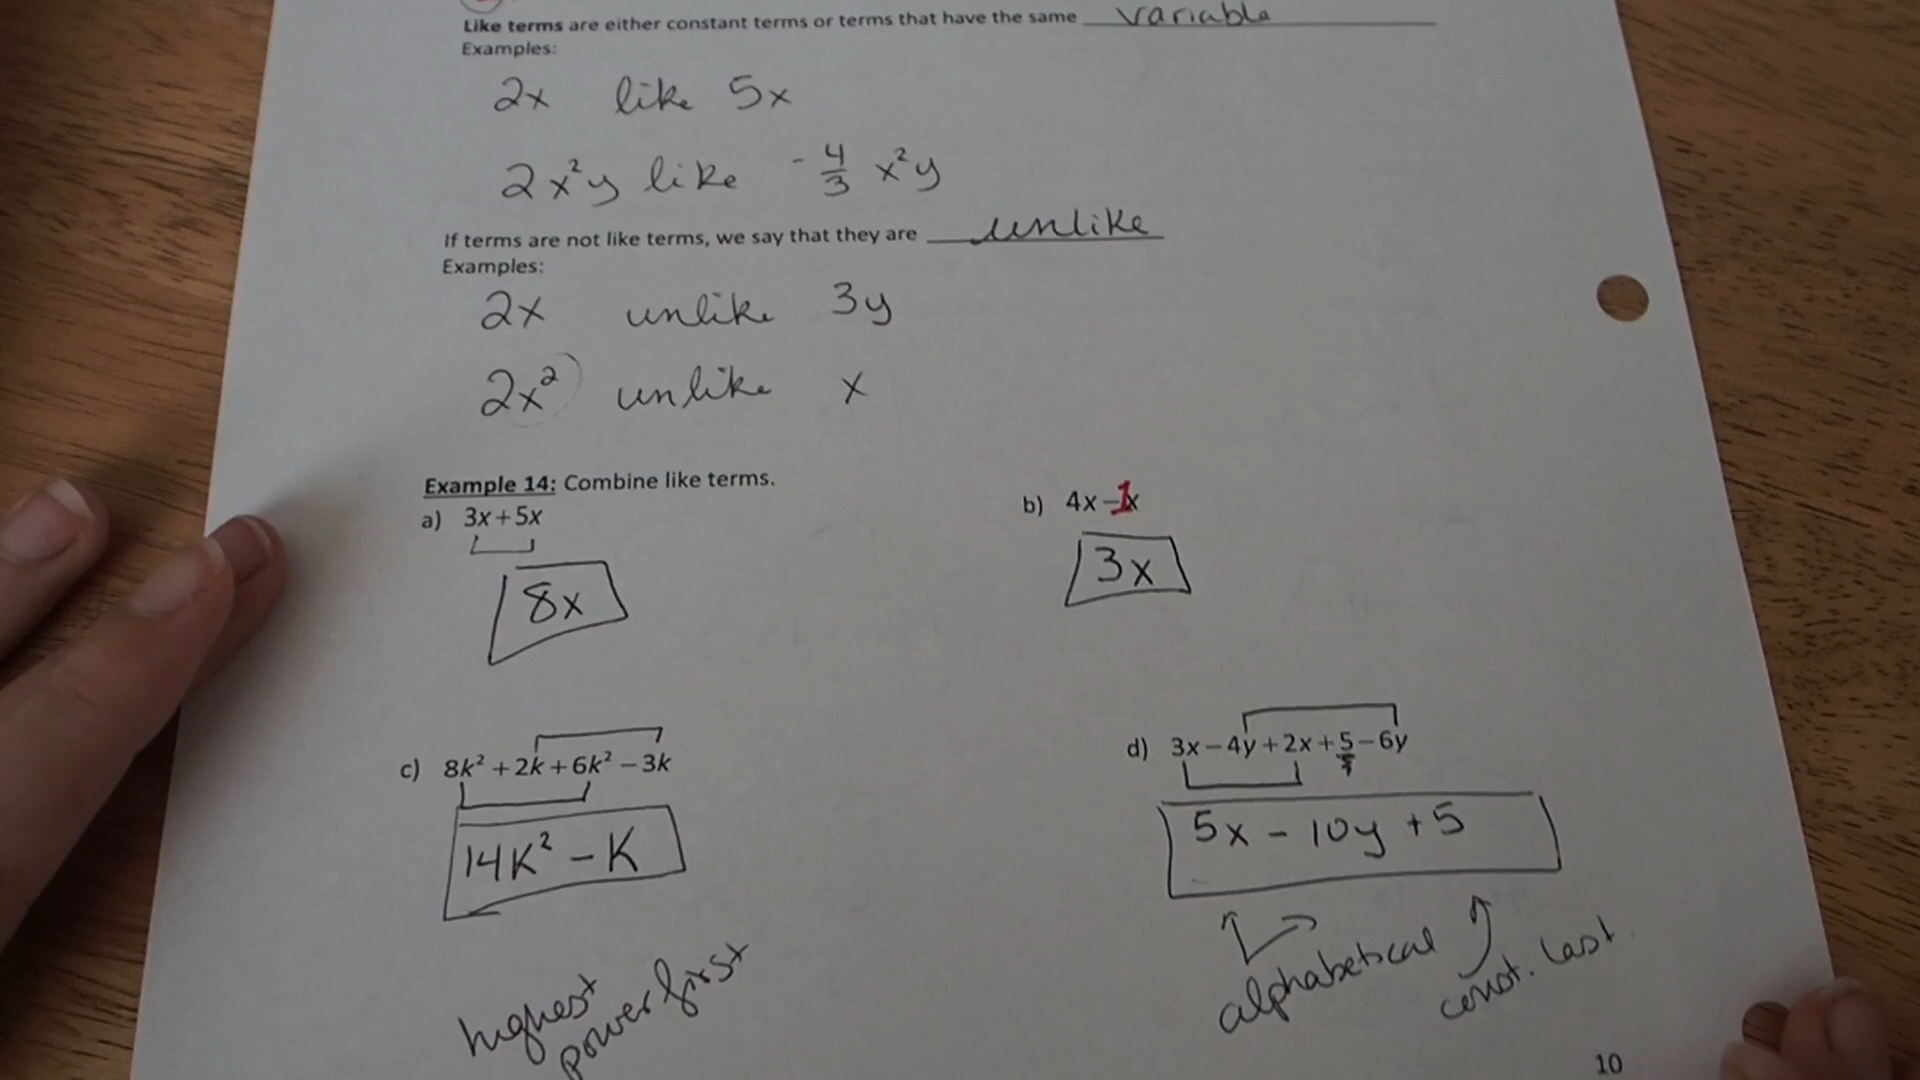 Like terms are either constant terms or terms that have the same variable
Examples:
2x like 5x
2x²y like -4/3 x²y
If terms are not like terms, we say that they are unlike
Examples:
2x unlike 3y
2x² unlike x
Example 14: Combine like terms.
a) 3x+5x
8x
b) 4x-1x
3x
c) 8k² + 2k + 6k² - 3k
14K² - K
highest
power first
d) 3x - 4y + 2x + 5 - 6y
5x - 10y + 5
alphabetical
const. last
10